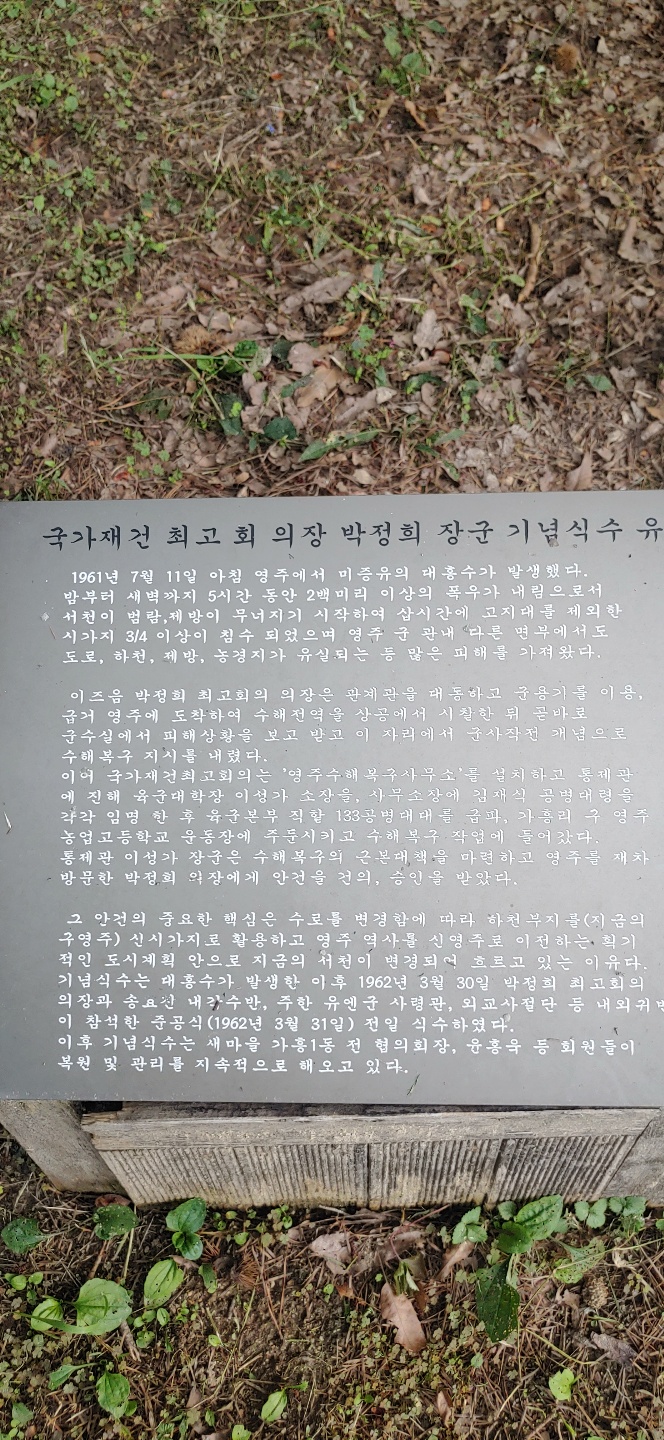 국가재건 최고회 의장 박정희 장군 기념식수 유
1961년 7월 11일 아침 영주에서 미증유의 대홍수가 발생했다.
밤부터 새벽까지 5시간 동안 2백미리 이상의 폭우가 내림으로서
서천이 범람,제방이 무너지기 시작하여 삽시간에 고지대를 제외한
시가지 3/4 이상이 침수 되었으며 영주 군 관내 다른 면부에서도
도로, 하천, 제방, 농경지가 유실되는 등 많은 피해를 가져왔다.
이즈음 박정희 최고회의 의장은 관계관을 대동하고 군용기를 이용,
급거 영주에 도착하여 수해전역을 상공에서 시찰한 뒤 곧바로
군수실에서 피해상황을 보고 받고 이 자리에서 군사작전 개념으로
수해복구 지시를 내렸다.
이어 국가재건최고회의는 '영주수해복구사무소'를 설치하고 통제관
에 진해 육군대학장 이성가 소장을, 사무소장에 김재식 공병대령을
각각 임명 한 후 육군본부 직할 133공병대대를 급파, 가흥리 구 영주
농업고등학교 운동장에 주둔시키고 수해복구 작업에 들어갔다.
통제관 이성가 장군은 수해복구의 근본대책을 마련하고 영주를 재차
방문한 박정희 의장에게 안건을 건의, 승인을 받았다.
그 안건의 중요한 핵심은 수로를 변경함에 따라 하천부지를(지금의
구영주) 신시가지로 활용하고 영주 역사를 신영주로 이전하는 획기
적인 도시계획 안으로 지금의 서천이 변경되어 흐르고 있는 이유다.
기념식수는 대홍수가 발생한 이후 1962년 3월 30일 박정희 최고회의
의장과 송요찬 내각수반, 주한 유엔군 사령관, 외교사절단 등 내외귀빈
이 참석한 준공식(1962년 3월 31일) 전일 식수하였다.
이후 기념식수는 새마을 가흥1동 전 협의회장, 윤홍욱 등 회원들이
복원 및 관리를 지속적으로 해오고 있다.